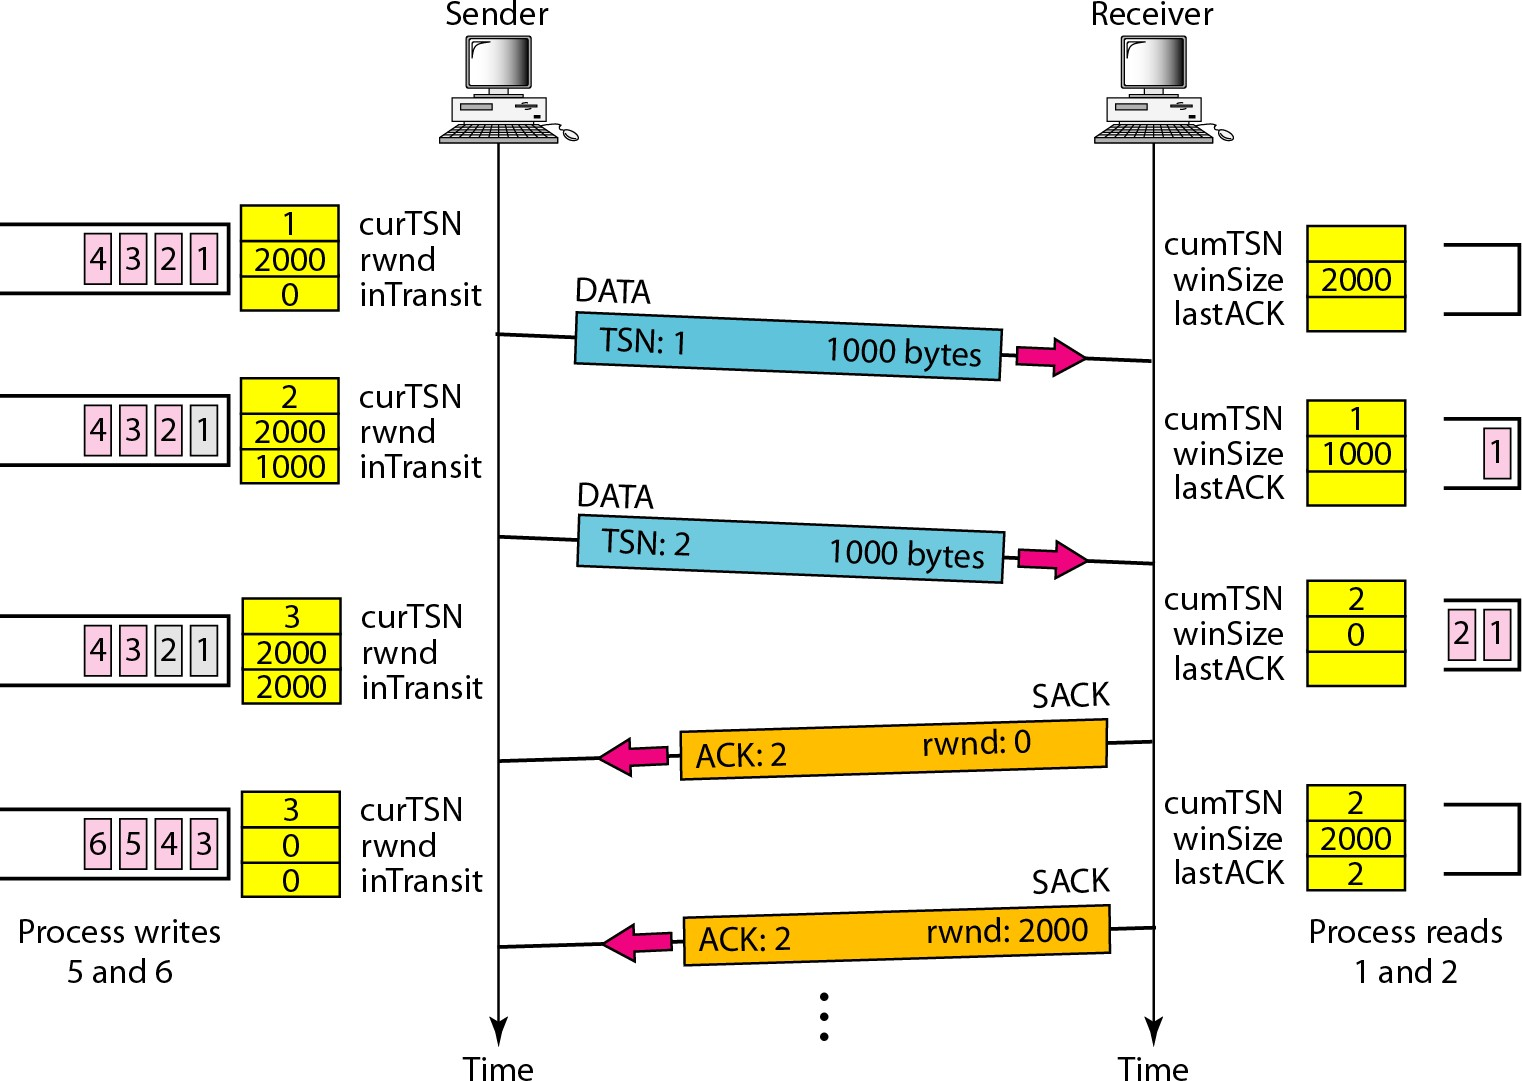 Sender
Receiver
4 3 2 1
1 curTSN
2000 rwnd
0 inTransit
cumTSN
winSize 2000
lastACK
DATA
TSN: 1 1000 bytes
4 3 2 1
2 curTSN
2000 rwnd
1000 inTransit
cumTSN 1
winSize 1000
lastACK
1
DATA
TSN: 2 1000 bytes
4 3 2 1
3 curTSN
2000 rwnd
2000 inTransit
cumTSN 2
winSize 0
lastACK
2 1
SACK
ACK: 2 rwnd: 0
6 5 4 3
3 curTSN
0 rwnd
0 inTransit
cumTSN 2
winSize 2000
lastACK 2
SACK
ACK: 2 rwnd: 2000
Process writes
5 and 6
Process reads
1 and 2
Time
Time